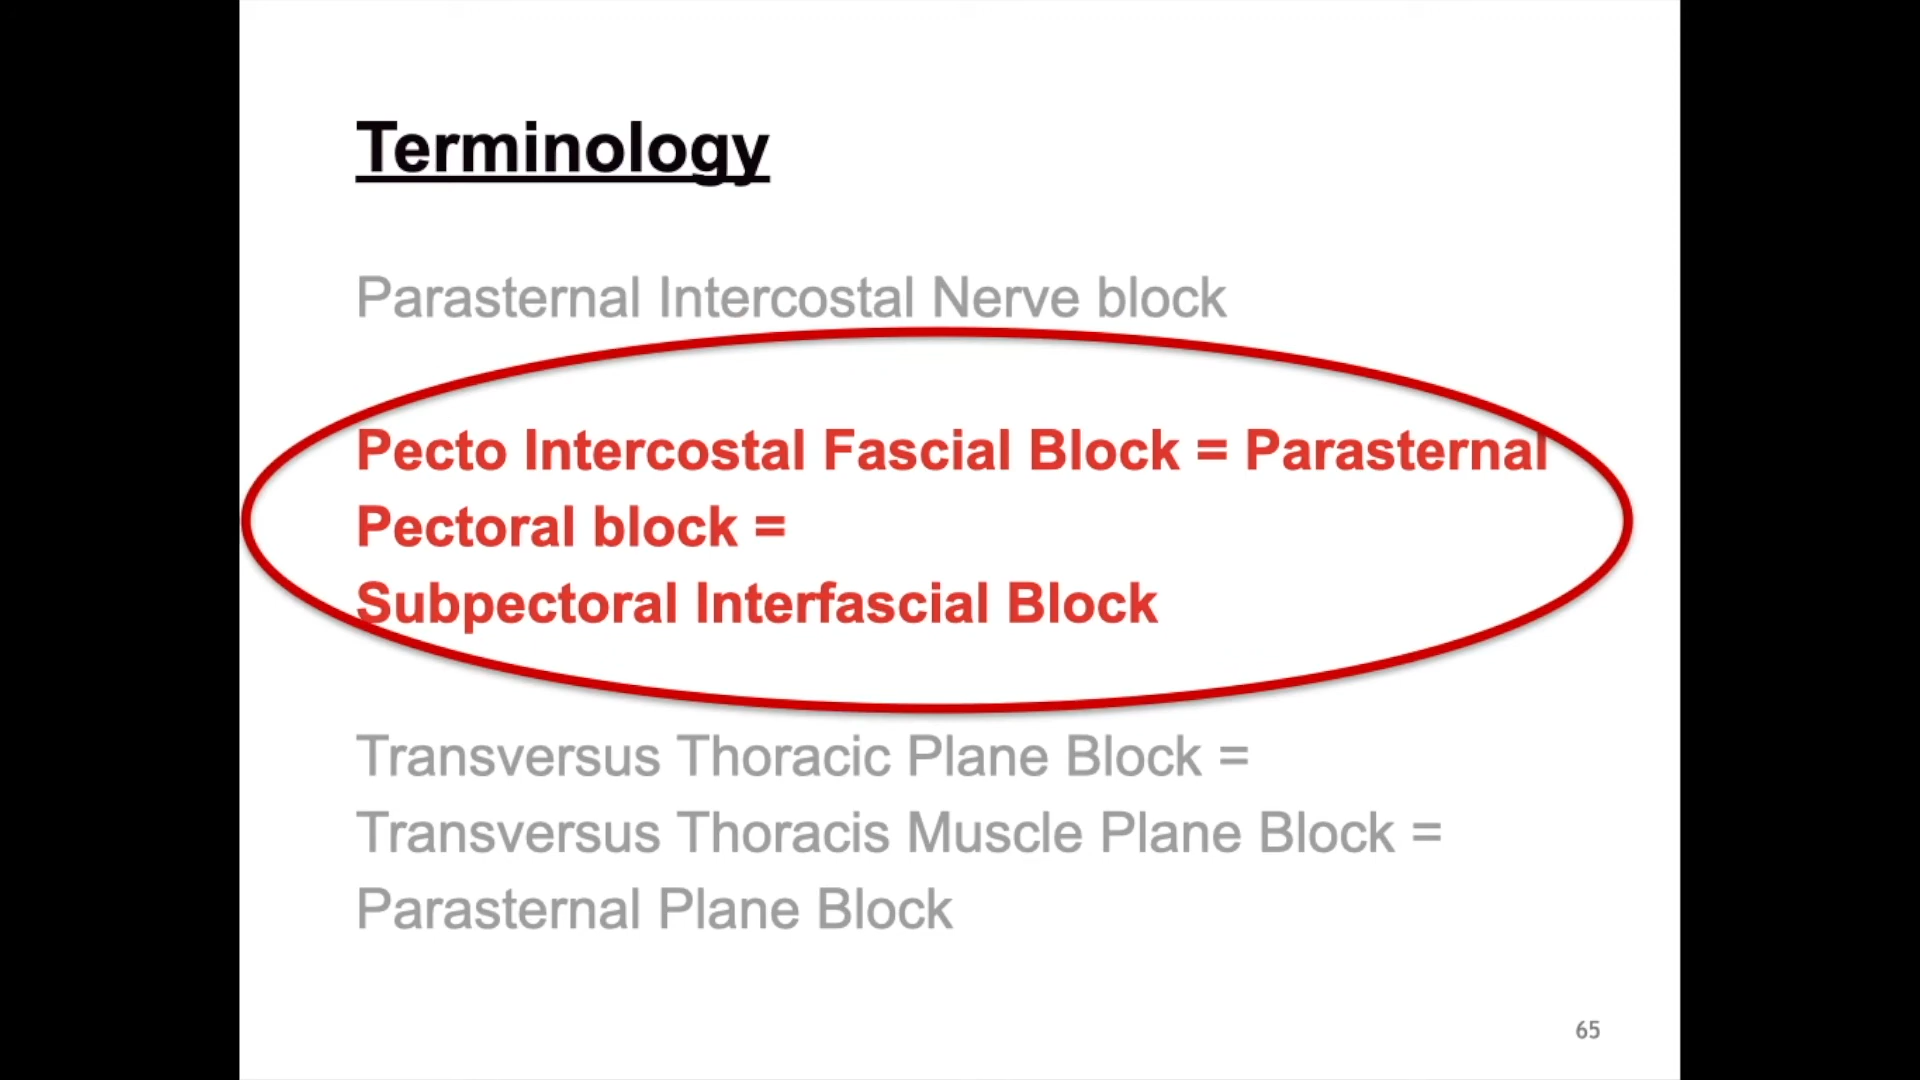 Terminology
Parasternal Intercostal Nerve block
Pecto Intercostal Fascial Block = Parasternal
Pectoral block =
Subpectoral Interfascial Block
Transversus Thoracic Plane Block =
Transversus Thoracis Muscle Plane Block =
Parasternal Plane Block
65